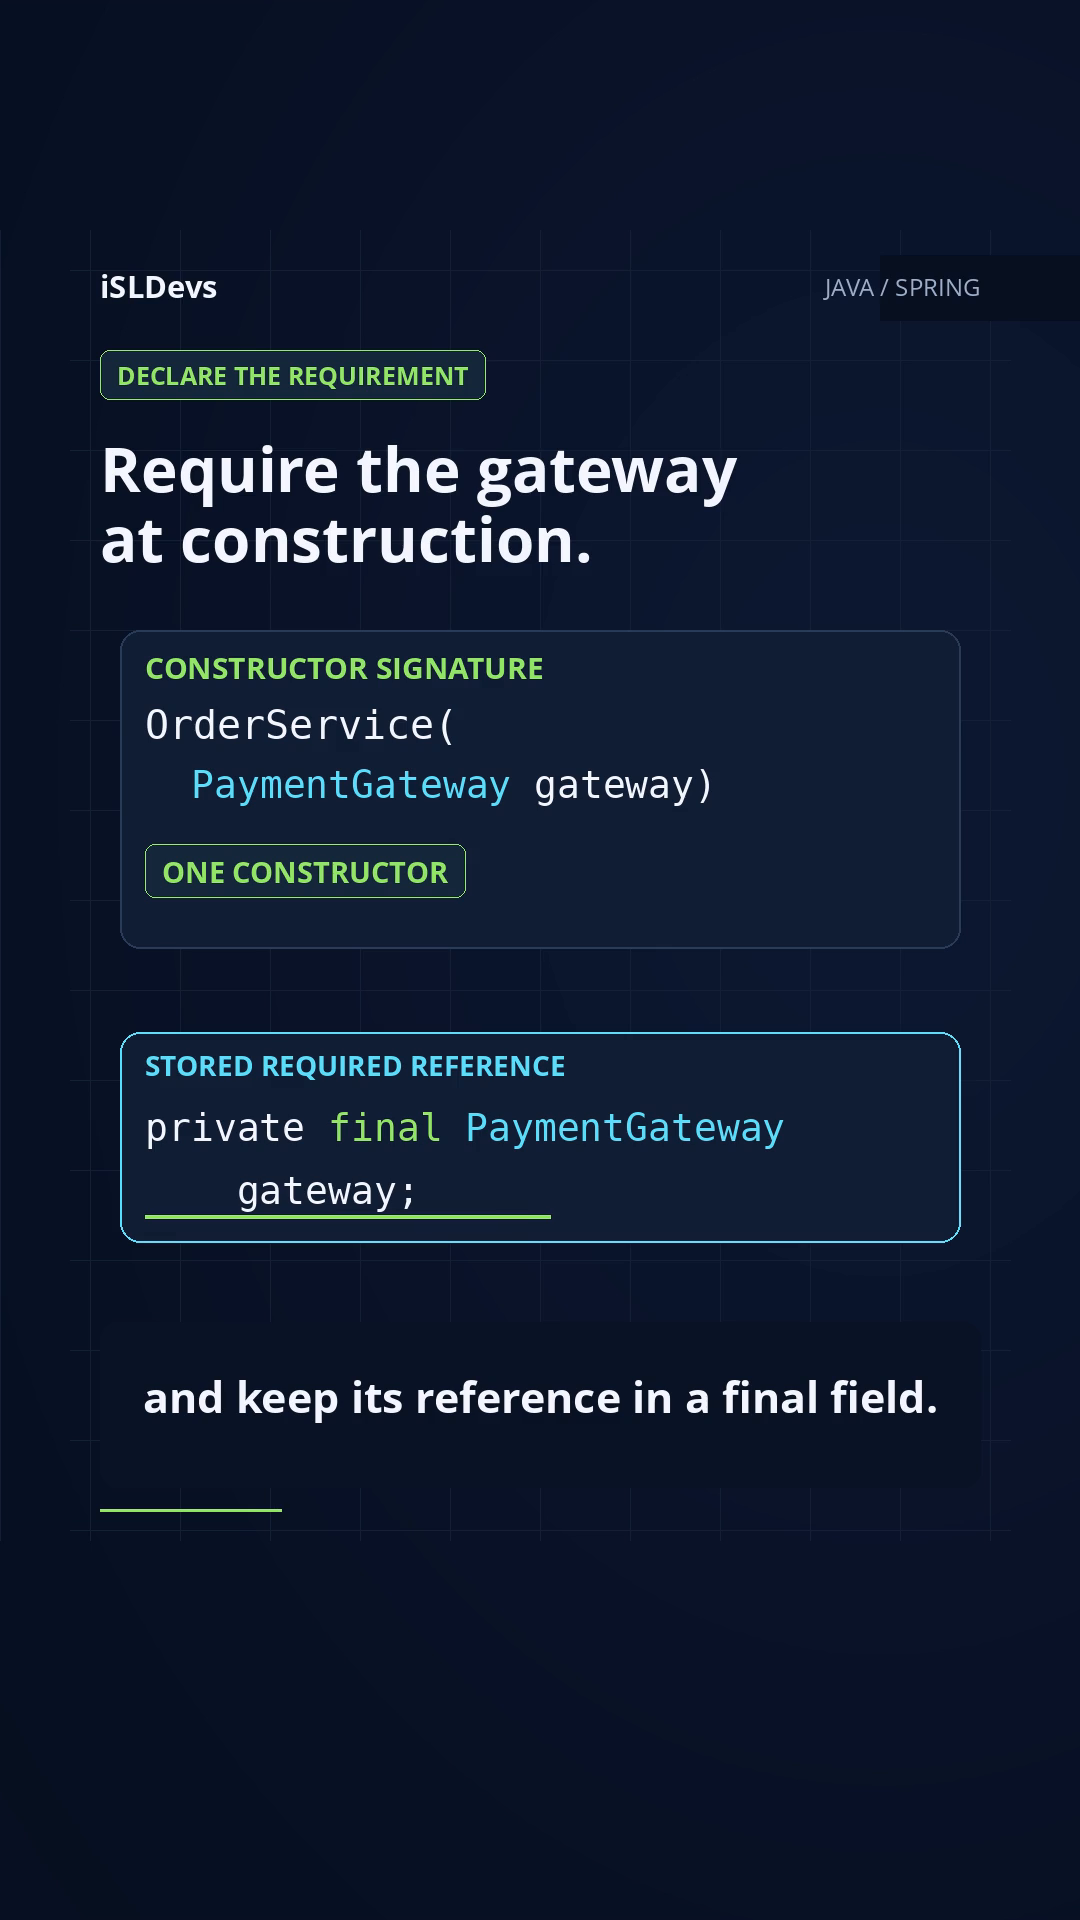 iSLDevs
JAVA / SPRING
DECLARE THE REQUIREMENT
Require the gateway
at construction.
CONSTRUCTOR SIGNATURE
OrderService(
  PaymentGateway gateway)
ONE CONSTRUCTOR
STORED REQUIRED REFERENCE
private final PaymentGateway
    gateway;
and keep its reference in a final field.